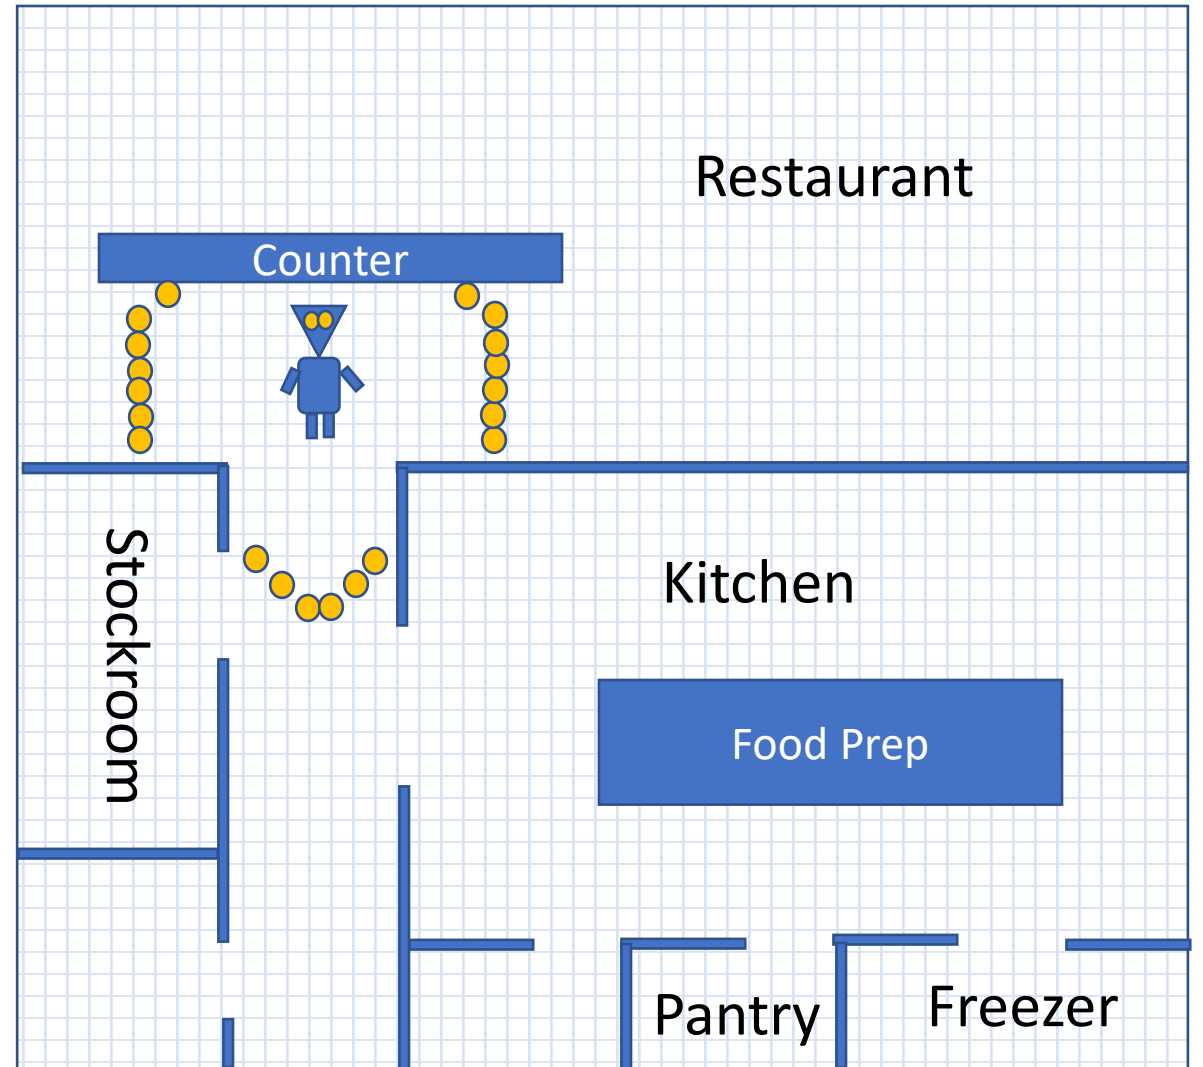 Restaurant
Counter
Stockroom
Kitchen
Food Prep
Pantry
Freezer